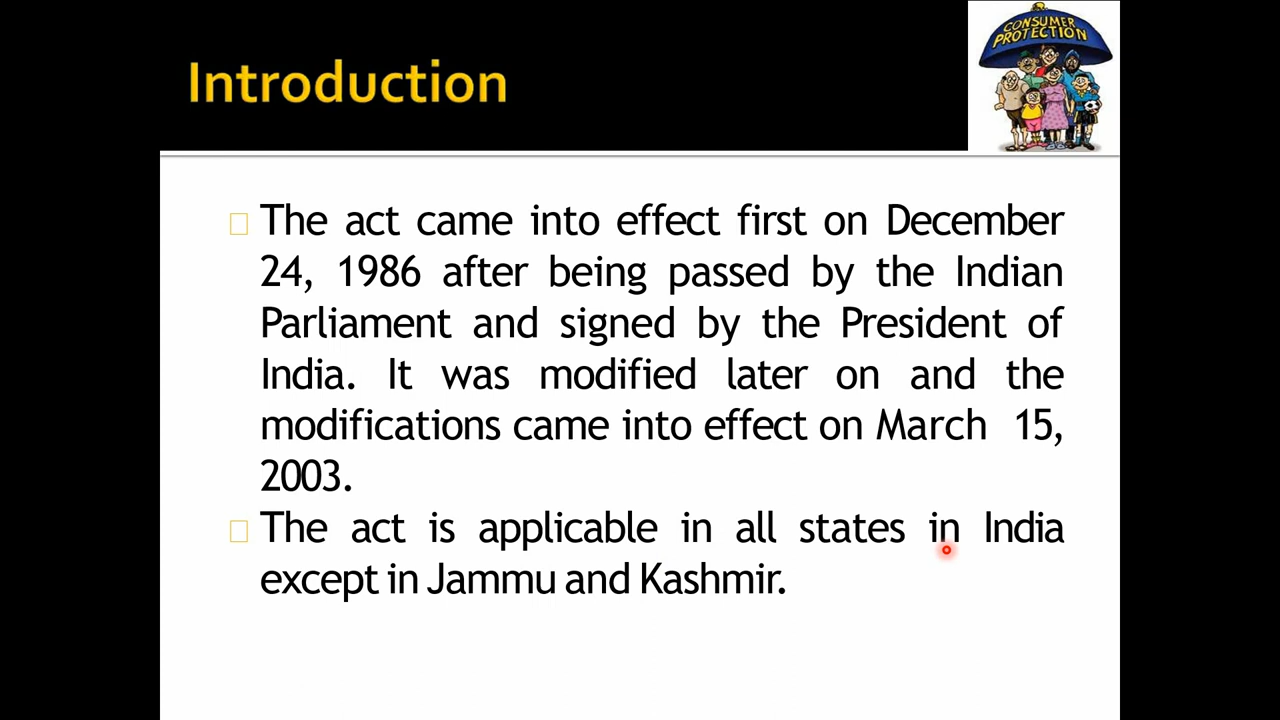 Introduction
CONSUMER
PROTECTION
The act came into effect first on December
24, 1986 after being passed by the Indian
Parliament and signed by the President of
India. It was modified later on and the
modifications came into effect on March 15,
2003.
The act is applicable in all states in India
except in Jammu and Kashmir.